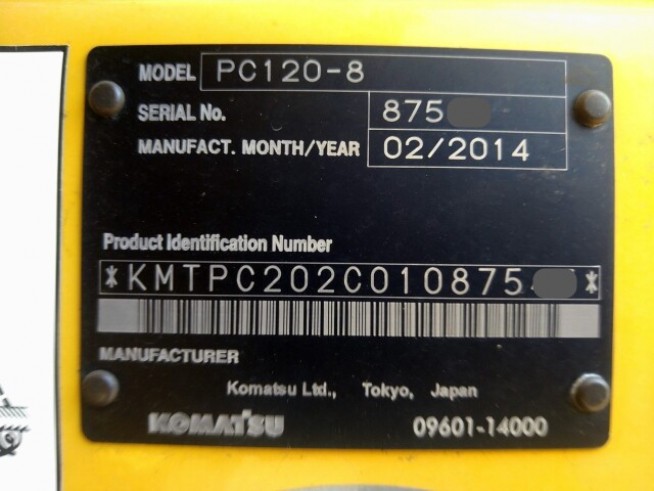 MODEL PC120-8
SERIAL No. 875
MANUFACT. MONTH/YEAR 02/2014
Product Identification Number
*KMTPC202C010875 *
MANUFACTURER
Komatsu Ltd., Tokyo, Japan
KOMATSU 09601-14000